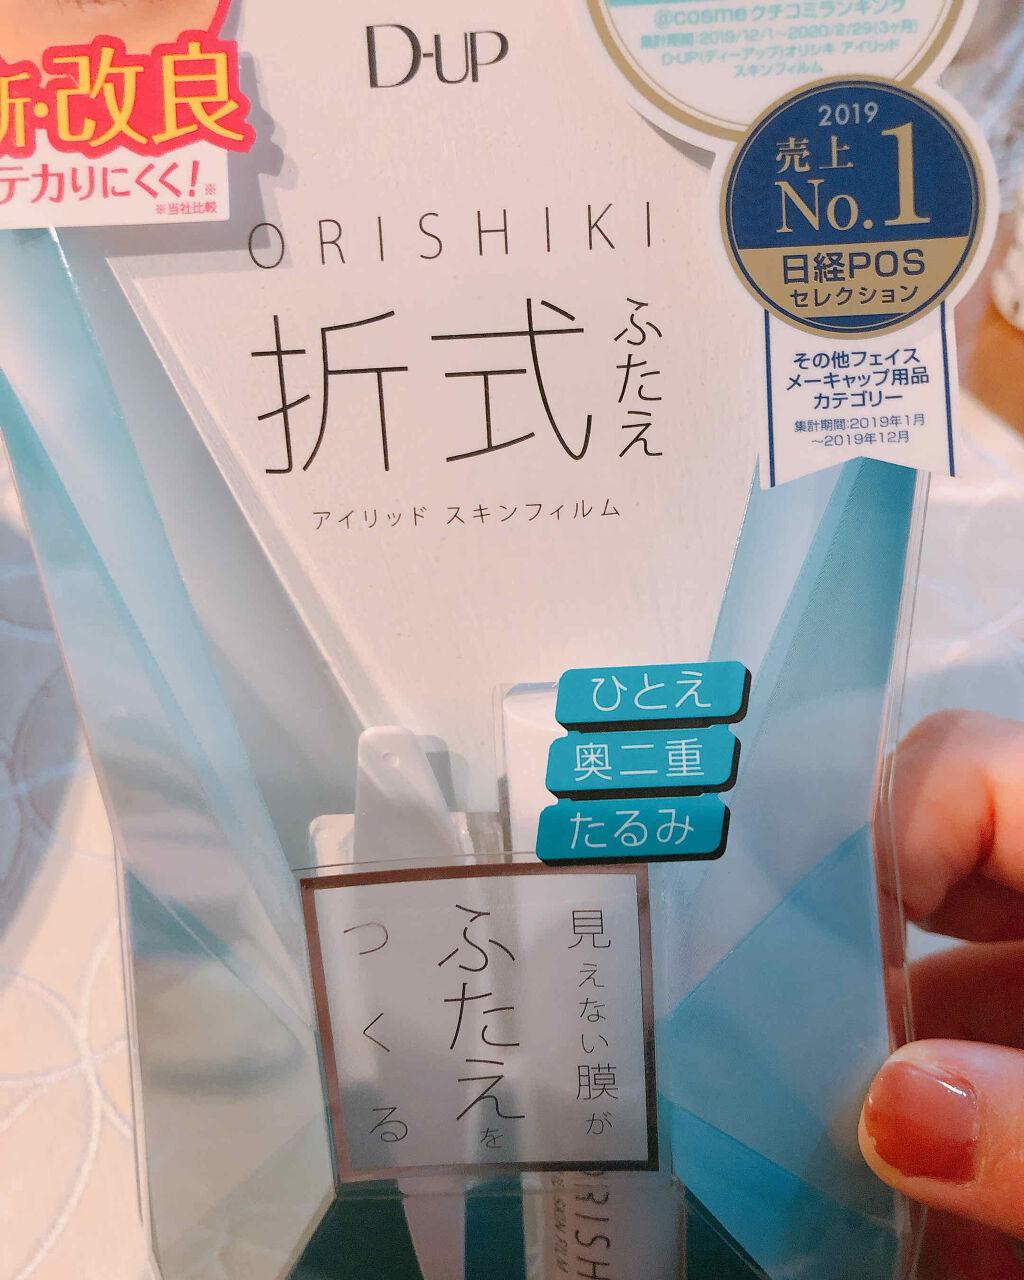 D-UP
新・改良
テカりにくく!※
※当社比較
@cosmeクチコミランキング
集計期間:2019/12/1~2020/2/29(3ヶ月)
D-UP(ディーアップ)オリシキ アイリッド
スキンフィルム
2019
売上
No.1
日経POS
セレクション
その他フェイス
メーキャップ用品
カテゴリー
集計期間:2019年1月
~2019年12月
ORISHIKI
折式
ふたえ
アイリッド スキンフィルム
ひとえ
奥二重
たるみ
見えない膜が
ふたえを
つくる
ORISH
SKIN FILM